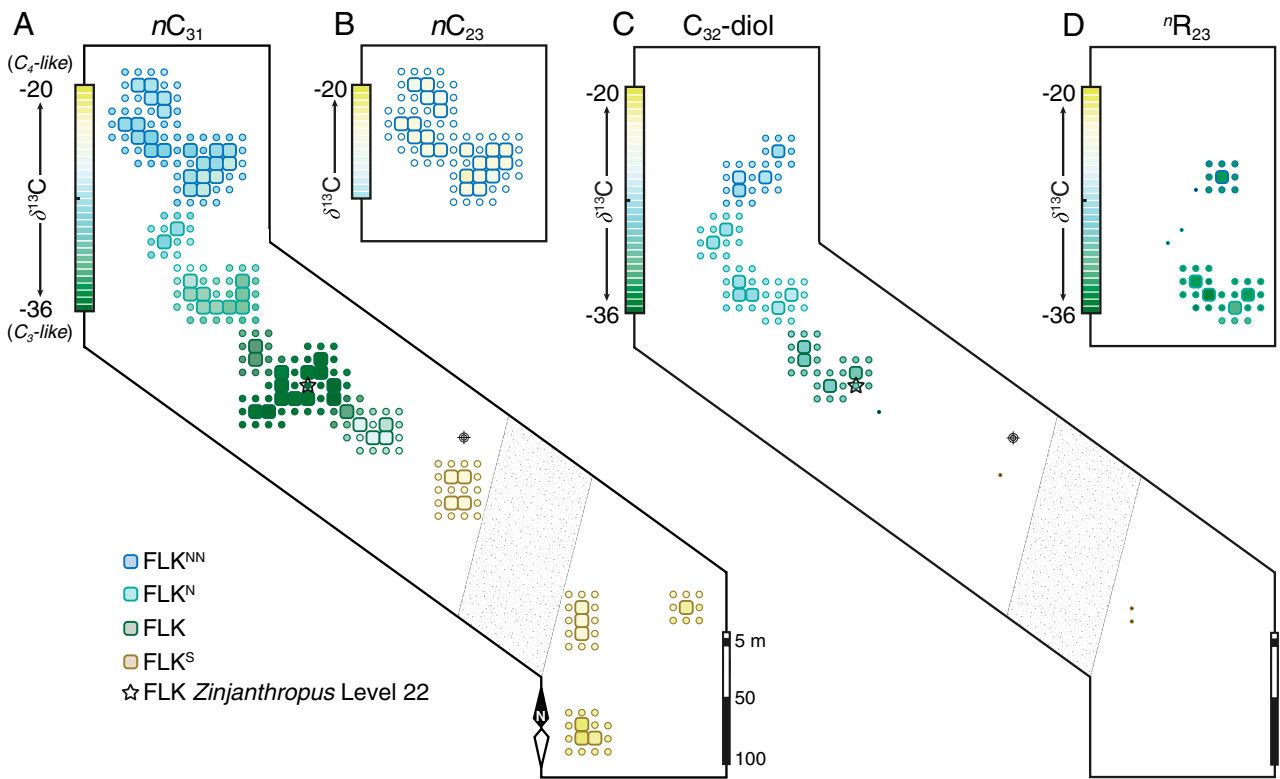 A nC₃₁ B nC₂₃ C C₃₂-diol D ⁿR₂₃
(C₄-like)
-20 -20 -20 -20
δ¹³C δ¹³C δ¹³C δ¹³C
-36 -36 -36
(C₃-like)
FLKᴺᴺ
FLKᴺ
FLK
FLKˢ
FLK Zinjanthropus Level 22
5 m
50
N
100